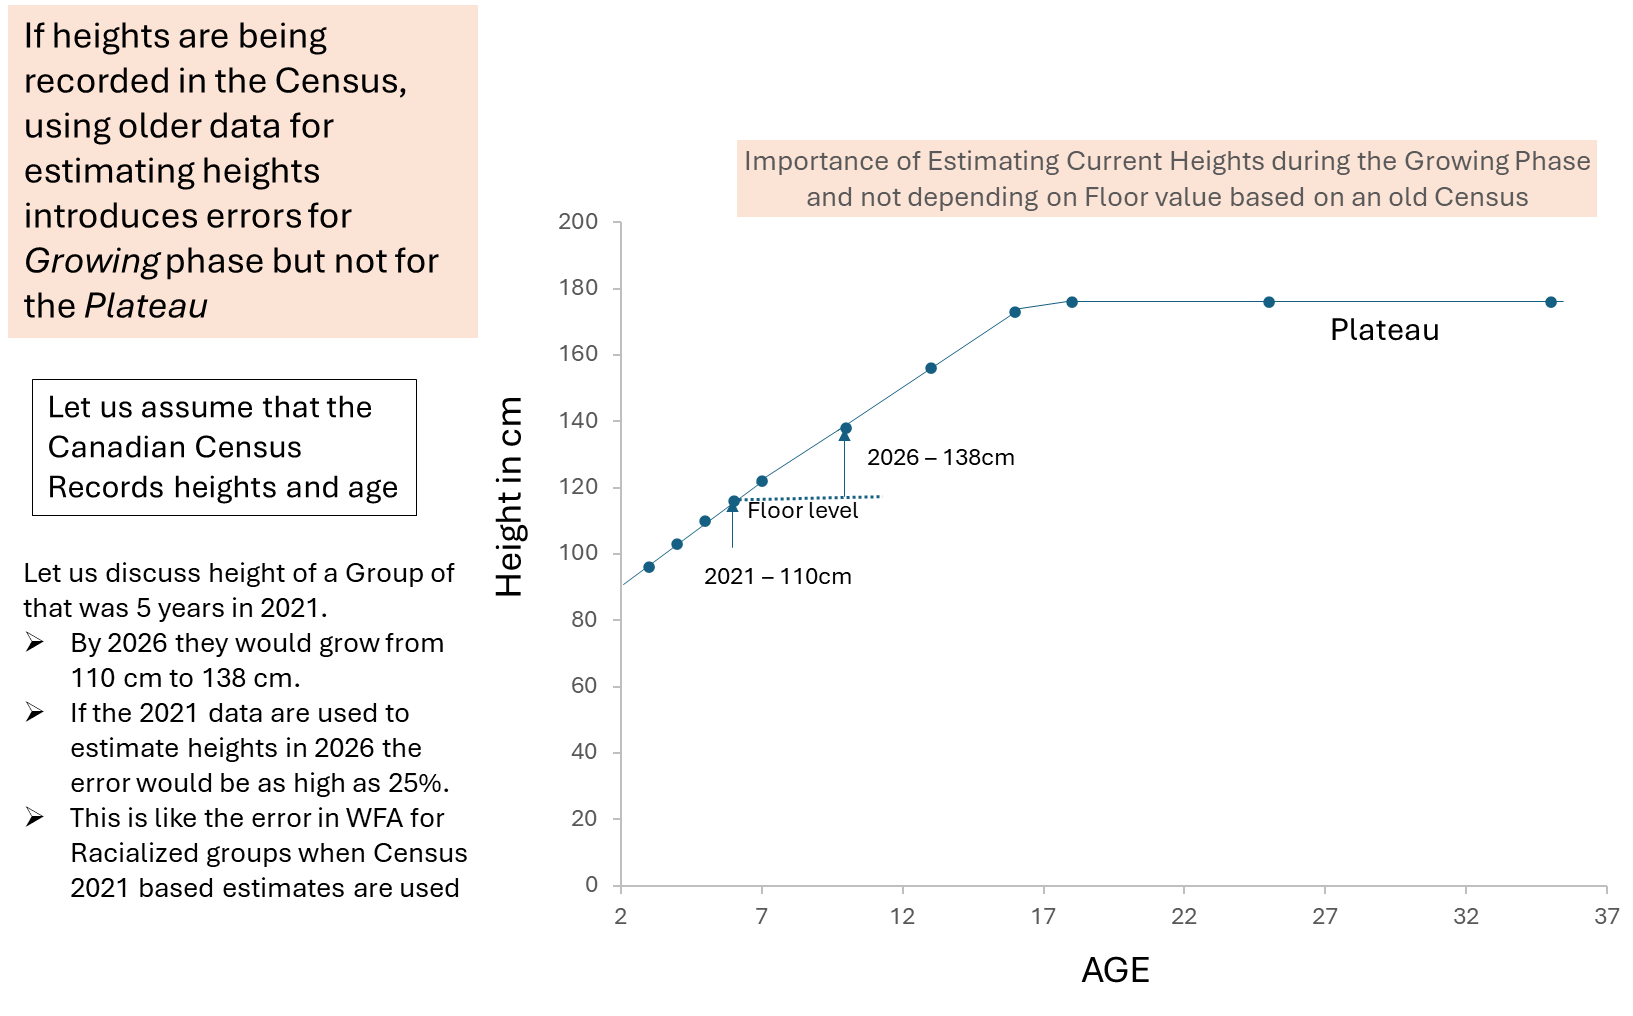 If heights are being
recorded in the Census,
using older data for
estimating heights
introduces errors for
Growing phase but not for
the Plateau
Let us assume that the
Canadian Census
Records heights and age
Let us discuss height of a Group of
that was 5 years in 2021.
➢ By 2026 they would grow from
110 cm to 138 cm.
➢ If the 2021 data are used to
estimate heights in 2026 the
error would be as high as 25%.
➢ This is like the error in WFA for
Racialized groups when Census
2021 based estimates are used
Importance of Estimating Current Heights during the Growing Phase
and not depending on Floor value based on an old Census
Height in cm
200
180
160
140
120
100
80
60
40
20
0
Plateau
2026 – 138cm
Floor level
2021 – 110cm
2 7 12 17 22 27 32 37
AGE